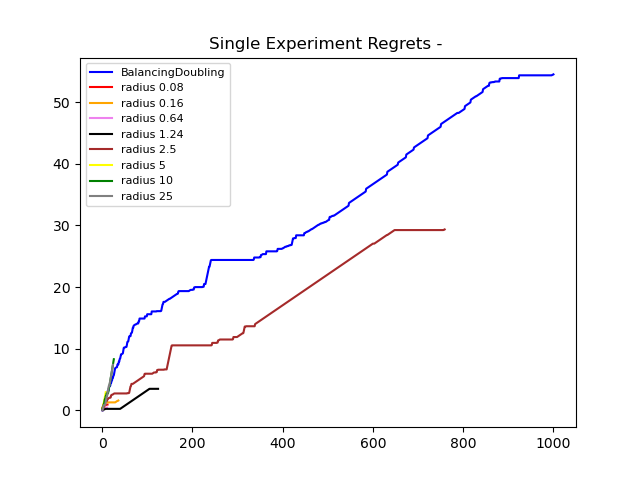 Single Experiment Regrets -
BalancingDoubling
radius 0.08
radius 0.16
radius 0.64
radius 1.24
radius 2.5
radius 5
radius 10
radius 25
50
40
30
20
10
0
0 200 400 600 800 1000